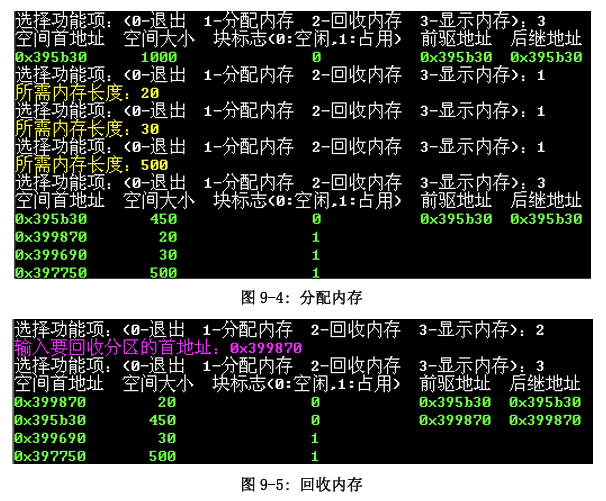 选择功能项：(0-退出  1-分配内存  2-回收内存  3-显示内存)：3
空间首地址  空间大小  块标志(0:空闲,1:占用)  前驱地址  后继地址
0x395b30  1000  0  0x395b30  0x395b30
选择功能项：(0-退出  1-分配内存  2-回收内存  3-显示内存)：1
所需内存长度：20
选择功能项：(0-退出  1-分配内存  2-回收内存  3-显示内存)：1
所需内存长度：30
选择功能项：(0-退出  1-分配内存  2-回收内存  3-显示内存)：1
所需内存长度：500
选择功能项：(0-退出  1-分配内存  2-回收内存  3-显示内存)：3
空间首地址  空间大小  块标志(0:空闲,1:占用)  前驱地址  后继地址
0x395b30  450  0  0x395b30  0x395b30
0x399870  20  1
0x399690  30  1
0x397750  500  1
图 9-4: 分配内存
选择功能项：(0-退出  1-分配内存  2-回收内存  3-显示内存)：2
输入要回收分区的首地址：0x399870
选择功能项：(0-退出  1-分配内存  2-回收内存  3-显示内存)：3
空间首地址  空间大小  块标志(0:空闲,1:占用)  前驱地址  后继地址
0x399870  20  0  0x395b30  0x395b30
0x395b30  450  0  0x399870  0x399870
0x399690  30  1
0x397750  500  1
图 9-5: 回收内存